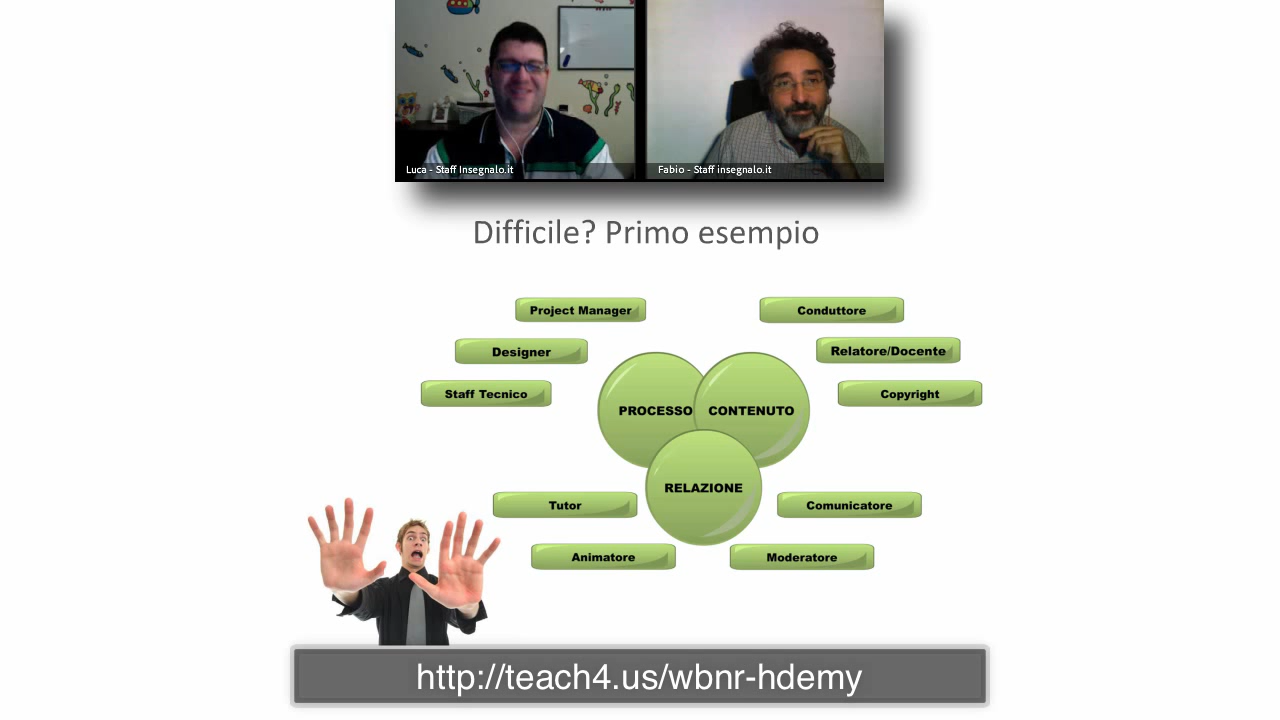 Luca - Staff Insegnalo.it
Fabio - Staff insegnalo.it
Difficile? Primo esempio
Project Manager
Conduttore
Designer
Relatore/Docente
Staff Tecnico
Copyright
PROCESSO
CONTENUTO
RELAZIONE
Tutor
Comunicatore
Animatore
Moderatore
http://teach4.us/wbnr-hdemy